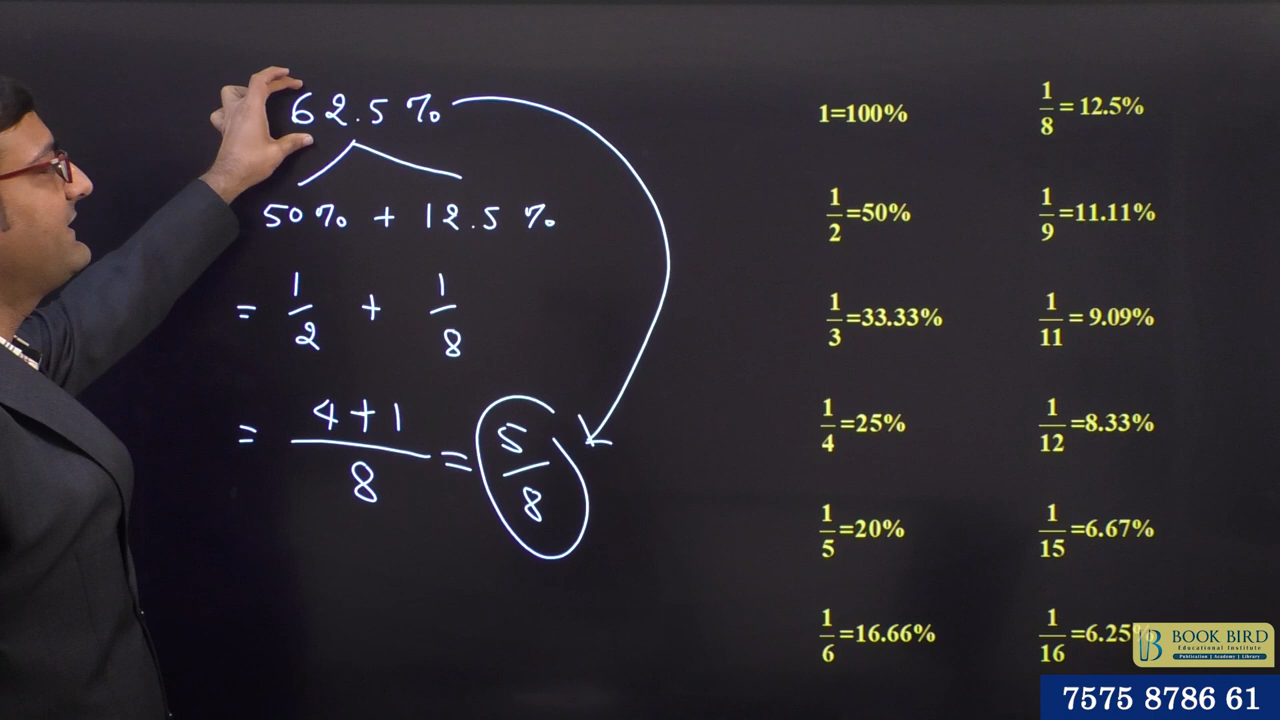 62.5 %
50 % + 12.5 %
= 1/2 + 1/8
= 4+1/8 = 5/8
1=100%
1/2=50%
1/3=33.33%
1/4=25%
1/5=20%
1/6=16.66%
1/8= 12.5%
1/9=11.11%
1/11= 9.09%
1/12=8.33%
1/15=6.67%
1/16=6.25%
BOOK BIRD
Educational Institute
Publication | Academy | Library
7575 8786 61